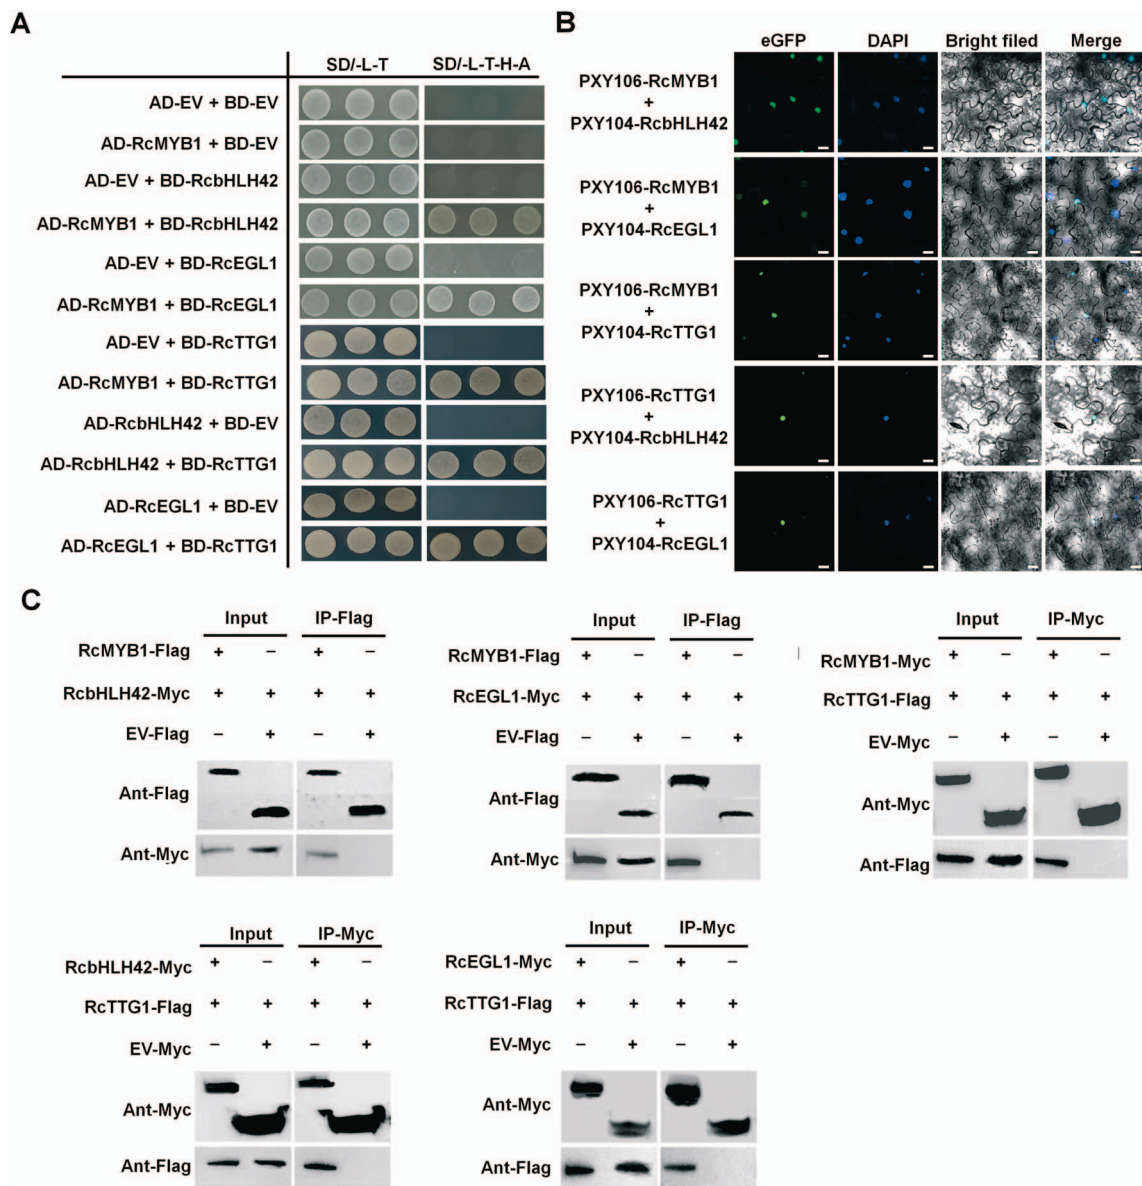 A
SD/-L-T SD/-L-T-H-A
AD-EV + BD-EV
AD-RcMYB1 + BD-EV
AD-EV + BD-RcbHLH42
AD-RcMYB1 + BD-RcbHLH42
AD-EV + BD-RcEGL1
AD-RcMYB1 + BD-RcEGL1
AD-EV + BD-RcTTG1
AD-RcMYB1 + BD-RcTTG1
AD-RcbHLH42 + BD-EV
AD-RcbHLH42 + BD-RcTTG1
AD-RcEGL1 + BD-EV
AD-RcEGL1 + BD-RcTTG1
B
eGFP DAPI Bright filed Merge
PXY106-RcMYB1
+
PXY104-RcbHLH42
PXY106-RcMYB1
+
PXY104-RcEGL1
PXY106-RcMYB1
+
PXY104-RcTTG1
PXY106-RcTTG1
+
PXY104-RcbHLH42
PXY106-RcTTG1
+
PXY104-RcEGL1
C
Input IP-Flag
RcMYB1-Flag + – + –
RcbHLH42-Myc + + + +
EV-Flag – + – +
Ant-Flag
Ant-Myc
Input IP-Flag
RcMYB1-Flag + – + –
RcEGL1-Myc + + + +
EV-Flag – + – +
Ant-Flag
Ant-Myc
Input IP-Myc
RcMYB1-Myc + – + –
RcTTG1-Flag + + + +
EV-Myc – + – +
Ant-Myc
Ant-Flag
Input IP-Myc
RcbHLH42-Myc + – + –
RcTTG1-Flag + + + +
EV-Myc – + – +
Ant-Myc
Ant-Flag
Input IP-Myc
RcEGL1-Myc + – + –
RcTTG1-Flag + + + +
EV-Myc – + – +
Ant-Myc
Ant-Flag